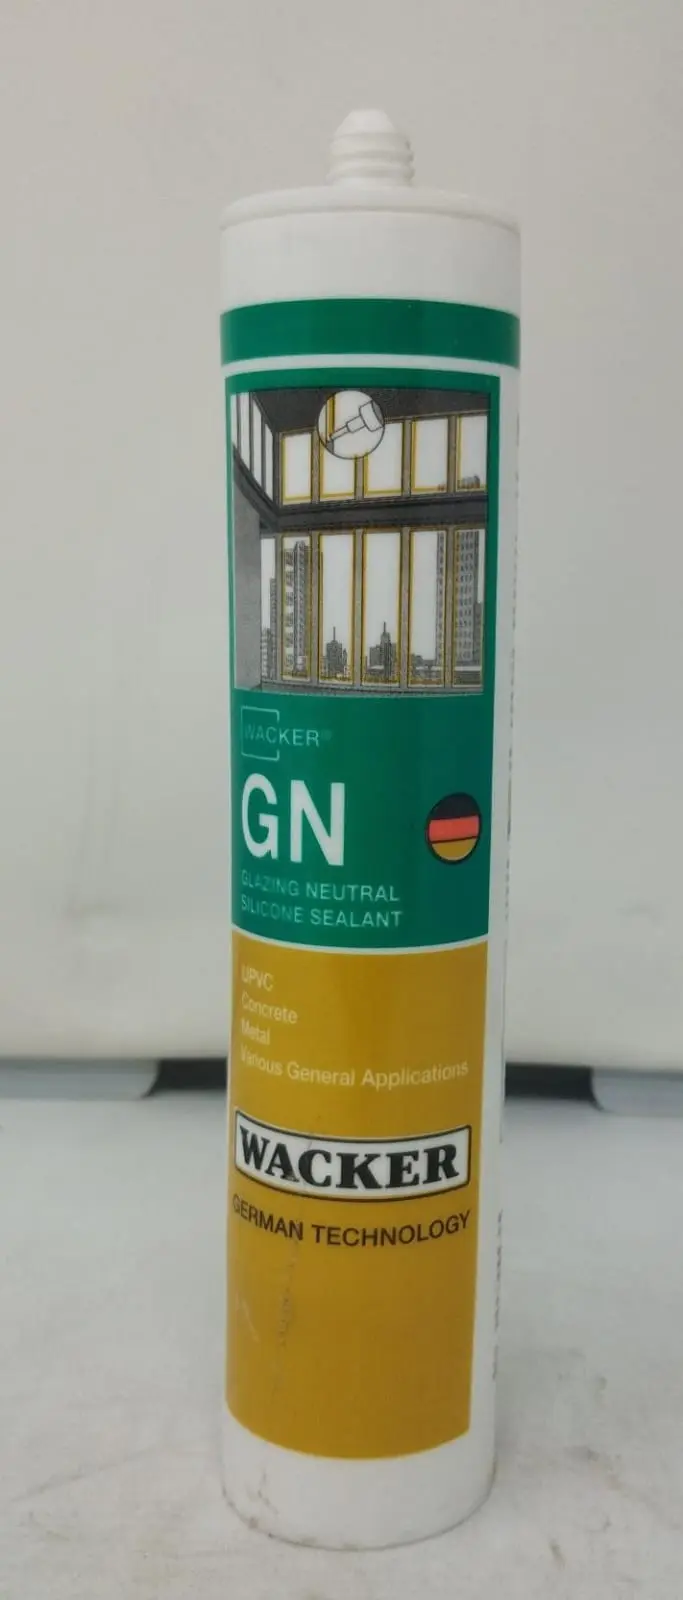 WACKER®
GN
GLAZING NEUTRAL
SILICONE SEALANT
UPVC
Concrete
Metal
Various General Applications
WACKER
GERMAN TECHNOLOGY